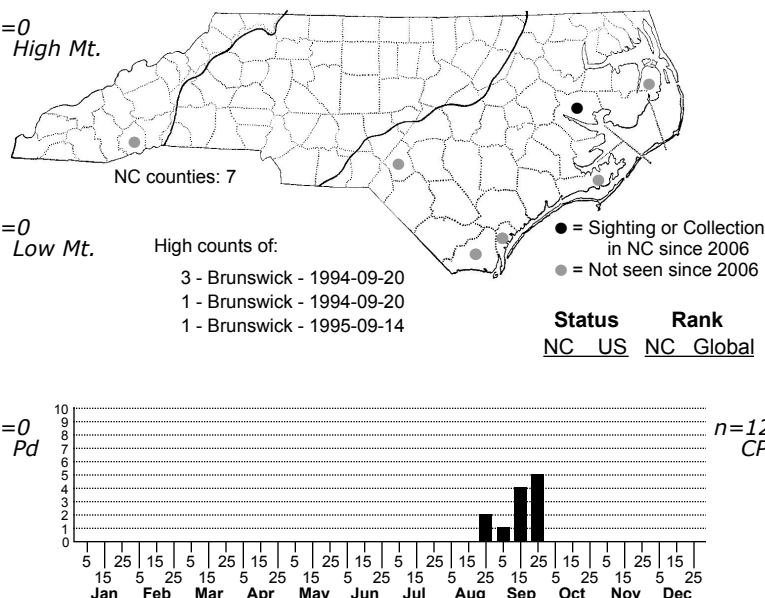 =0
High Mt.
NC counties: 7
=0
Low Mt.
High counts of:
3 - Brunswick - 1994-09-20
1 - Brunswick - 1994-09-20
1 - Brunswick - 1995-09-14
● = Sighting or Collection
in NC since 2006
● = Not seen since 2006
Status Rank
NC US NC Global
=0
Pd
10
9
8
7
6
5
4
3
2
1
0
n=12
CP
5 25 15 5 25 15 5 25 15 5 25 15 5 25 15 5 25 15
15 5 25 15 5 25 15 5 25 15 5 25 15 5 25 15 5 25
Jan Feb Mar Apr May Jun Jul Aug Sep Oct Nov Dec